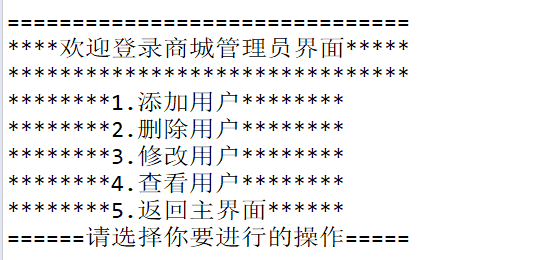 ===============================
****欢迎登录商城管理员界面*****
*******************************
********1.添加用户********
********2.删除用户********
********3.修改用户********
********4.查看用户********
********5.返回主界面******
======请选择你要进行的操作=====